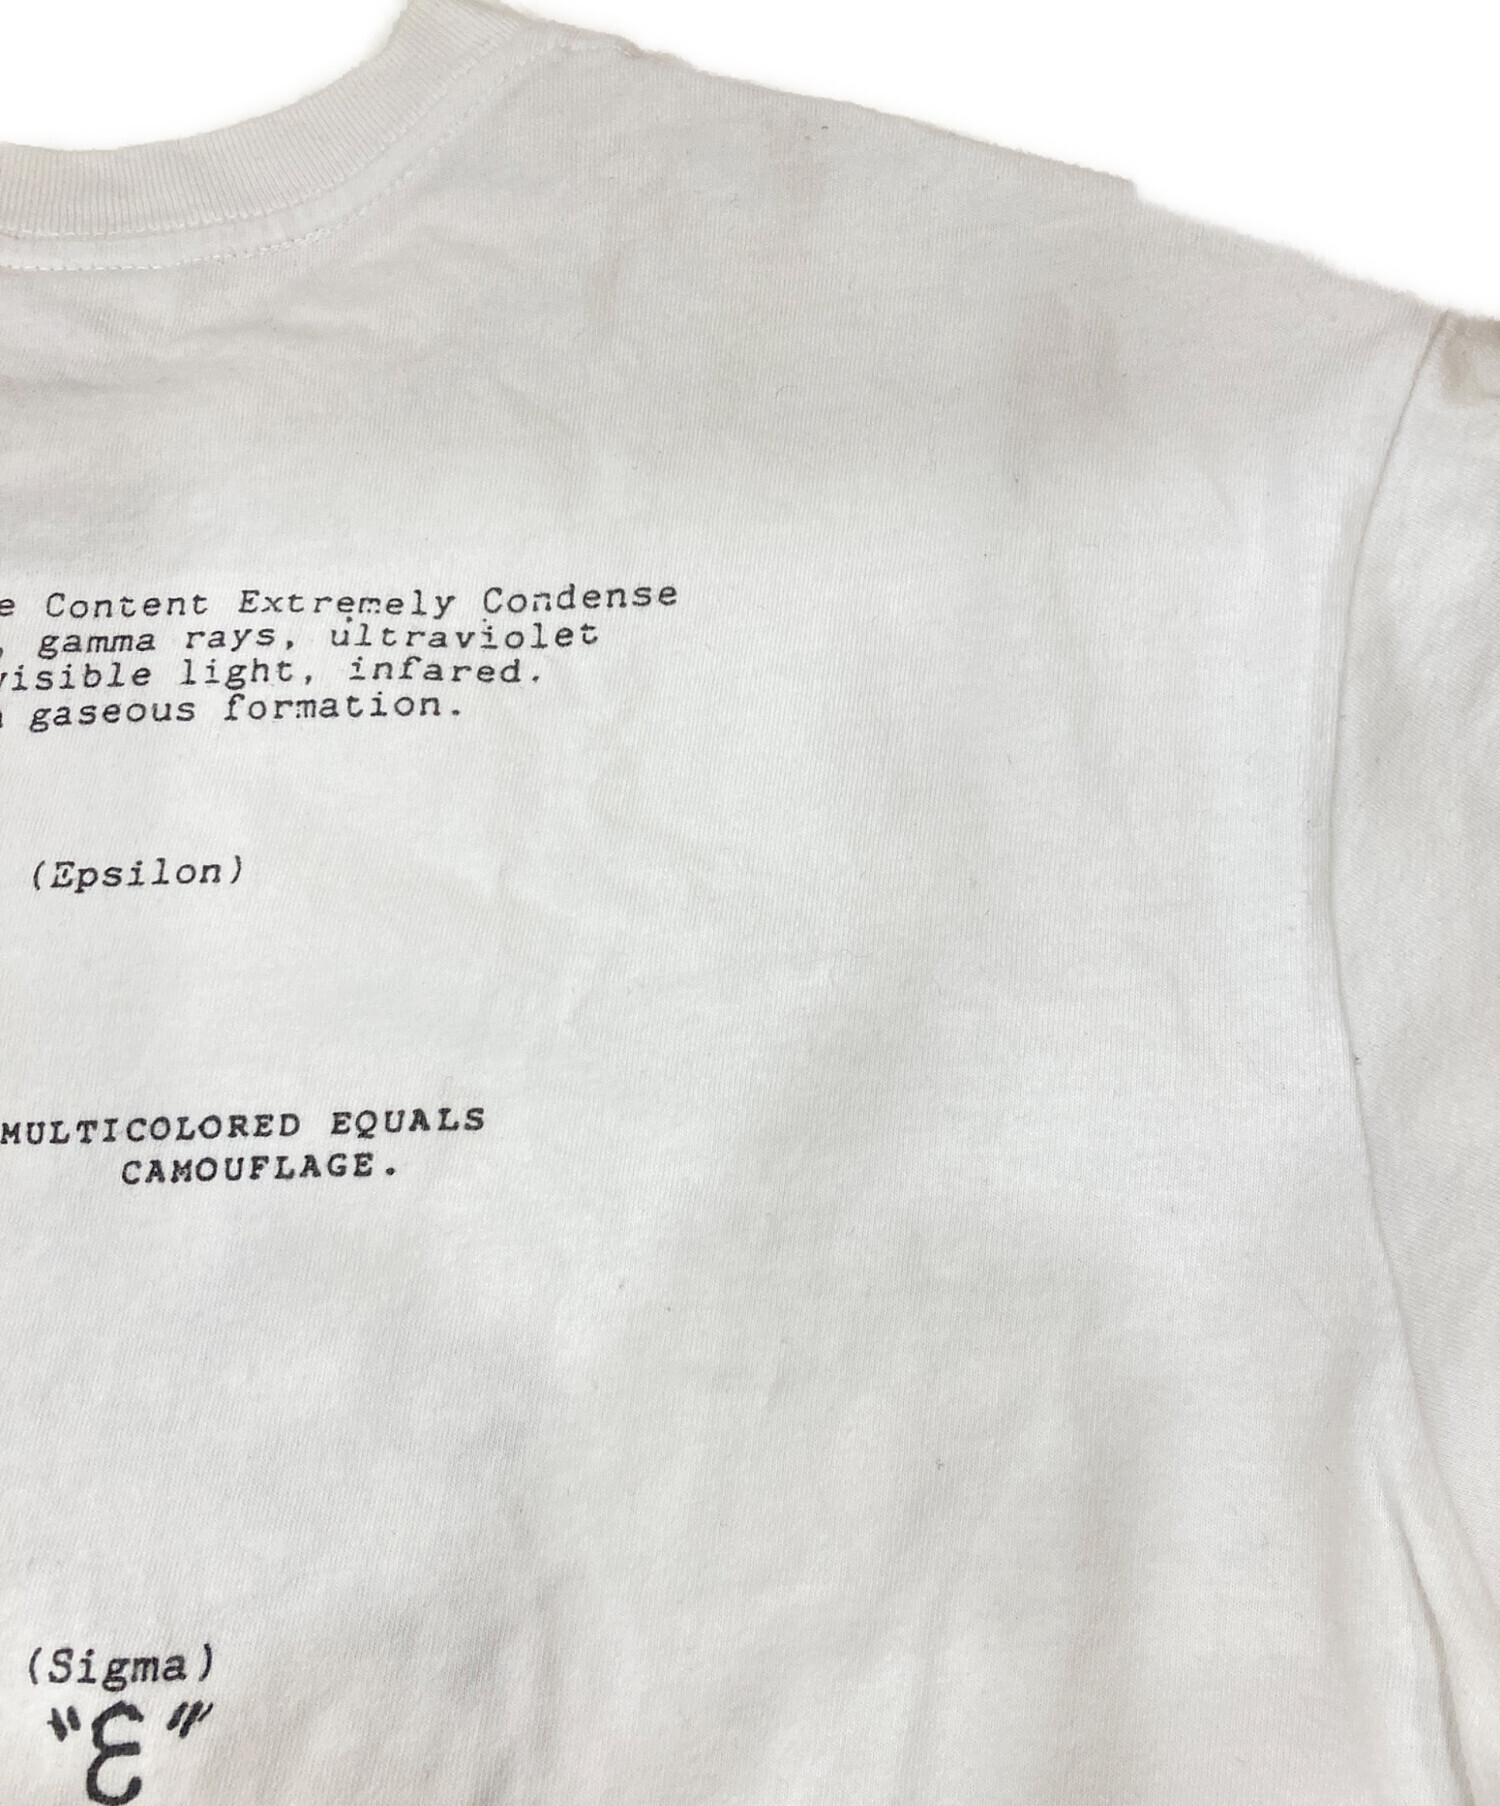 e Content Extremely Condense
, gamma rays, ultraviolet
visible light, infared.
gaseous formation.
(Epsilon)
MULTICOLORED EQUALS
CAMOUFLAGE.
(Sigma)
"ε"